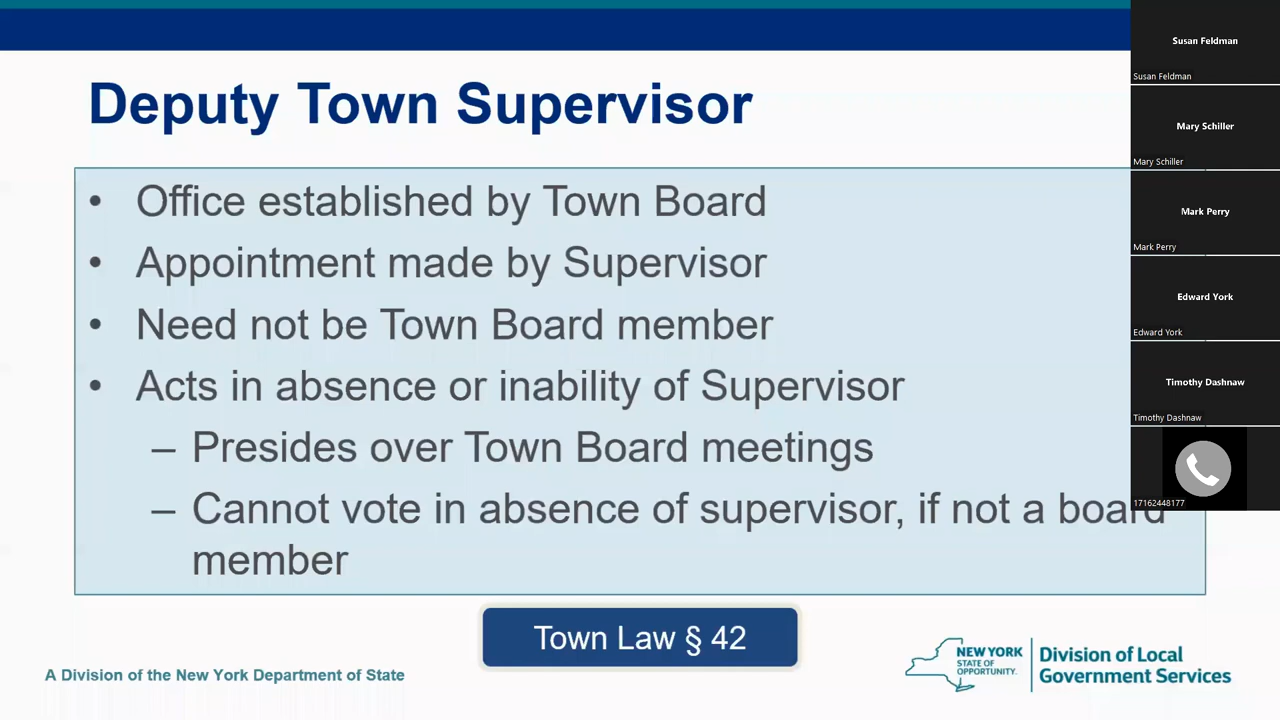 Deputy Town Supervisor
• Office established by Town Board
• Appointment made by Supervisor
• Need not be Town Board member
• Acts in absence or inability of Supervisor
– Presides over Town Board meetings
– Cannot vote in absence of supervisor, if not a board
member
Town Law § 42
A Division of the New York Department of State
NEW YORK
STATE OF
OPPORTUNITY.
Division of Local
Government Services
Susan Feldman
Susan Feldman
Mary Schiller
Mary Schiller
Mark Perry
Mark Perry
Edward York
Edward York
Timothy Dashnaw
Timothy Dashnaw
17162448177